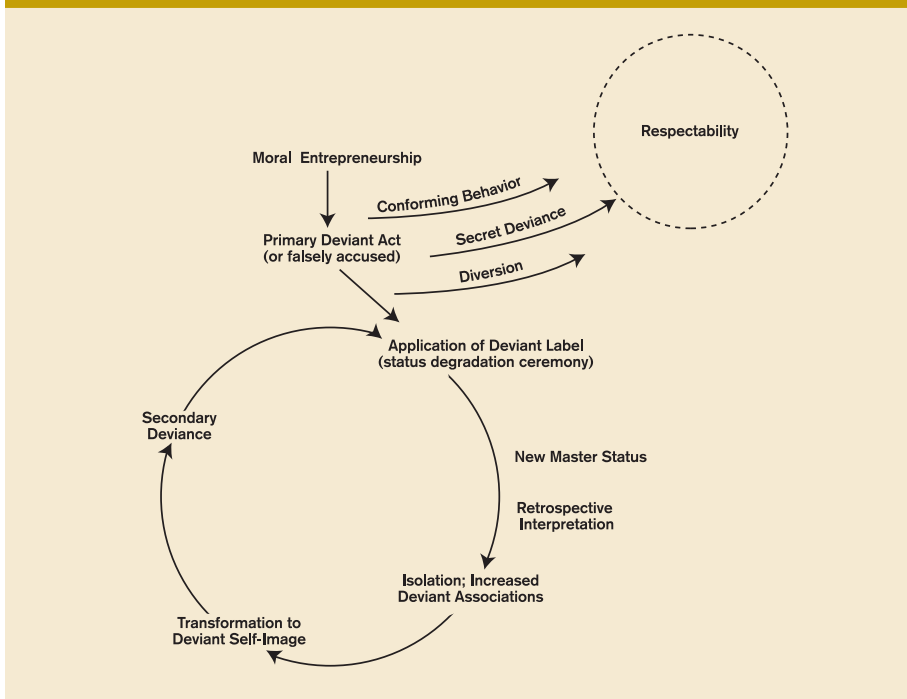 Respectability
Moral Entrepreneurship
Conforming Behavior
Secret Deviance
Primary Deviant Act
(or falsely accused)
Diversion
Application of Deviant Label
(status degradation ceremony)
Secondary
Deviance
New Master Status
Retrospective
Interpretation
Isolation; Increased
Deviant Associations
Transformation to
Deviant Self-Image